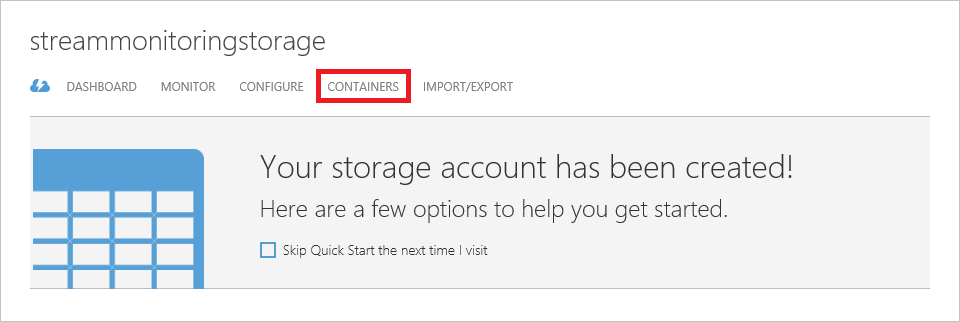 streammonitoringstorage
DASHBOARD MONITOR CONFIGURE CONTAINERS IMPORT/EXPORT
Your storage account has been created!
Here are a few options to help you get started.
Skip Quick Start the next time I visit